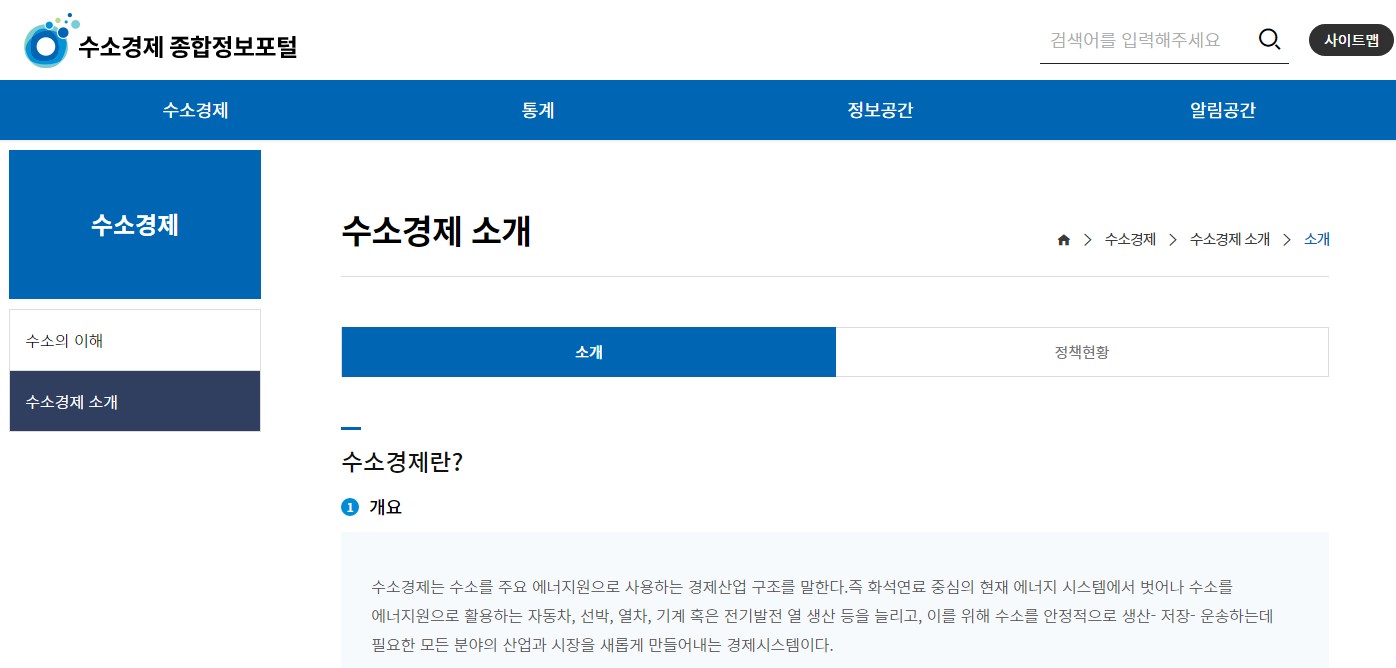 수소경제 종합정보포털
검색어를 입력해주세요
사이트맵
수소경제
통계
정보공간
알림공간
수소경제
수소의 이해
수소경제 소개
수소경제 소개
수소경제 > 수소경제 소개 > 소개
소개
정책현황
수소경제란?
1 개요
수소경제는 수소를 주요 에너지원으로 사용하는 경제산업 구조를 말한다.즉 화석연료 중심의 현재 에너지 시스템에서 벗어나 수소를
에너지원으로 활용하는 자동차, 선박, 열차, 기계 혹은 전기발전 열 생산 등을 늘리고, 이를 위해 수소를 안정적으로 생산- 저장- 운송하는데
필요한 모든 분야의 산업과 시장을 새롭게 만들어내는 경제시스템이다.